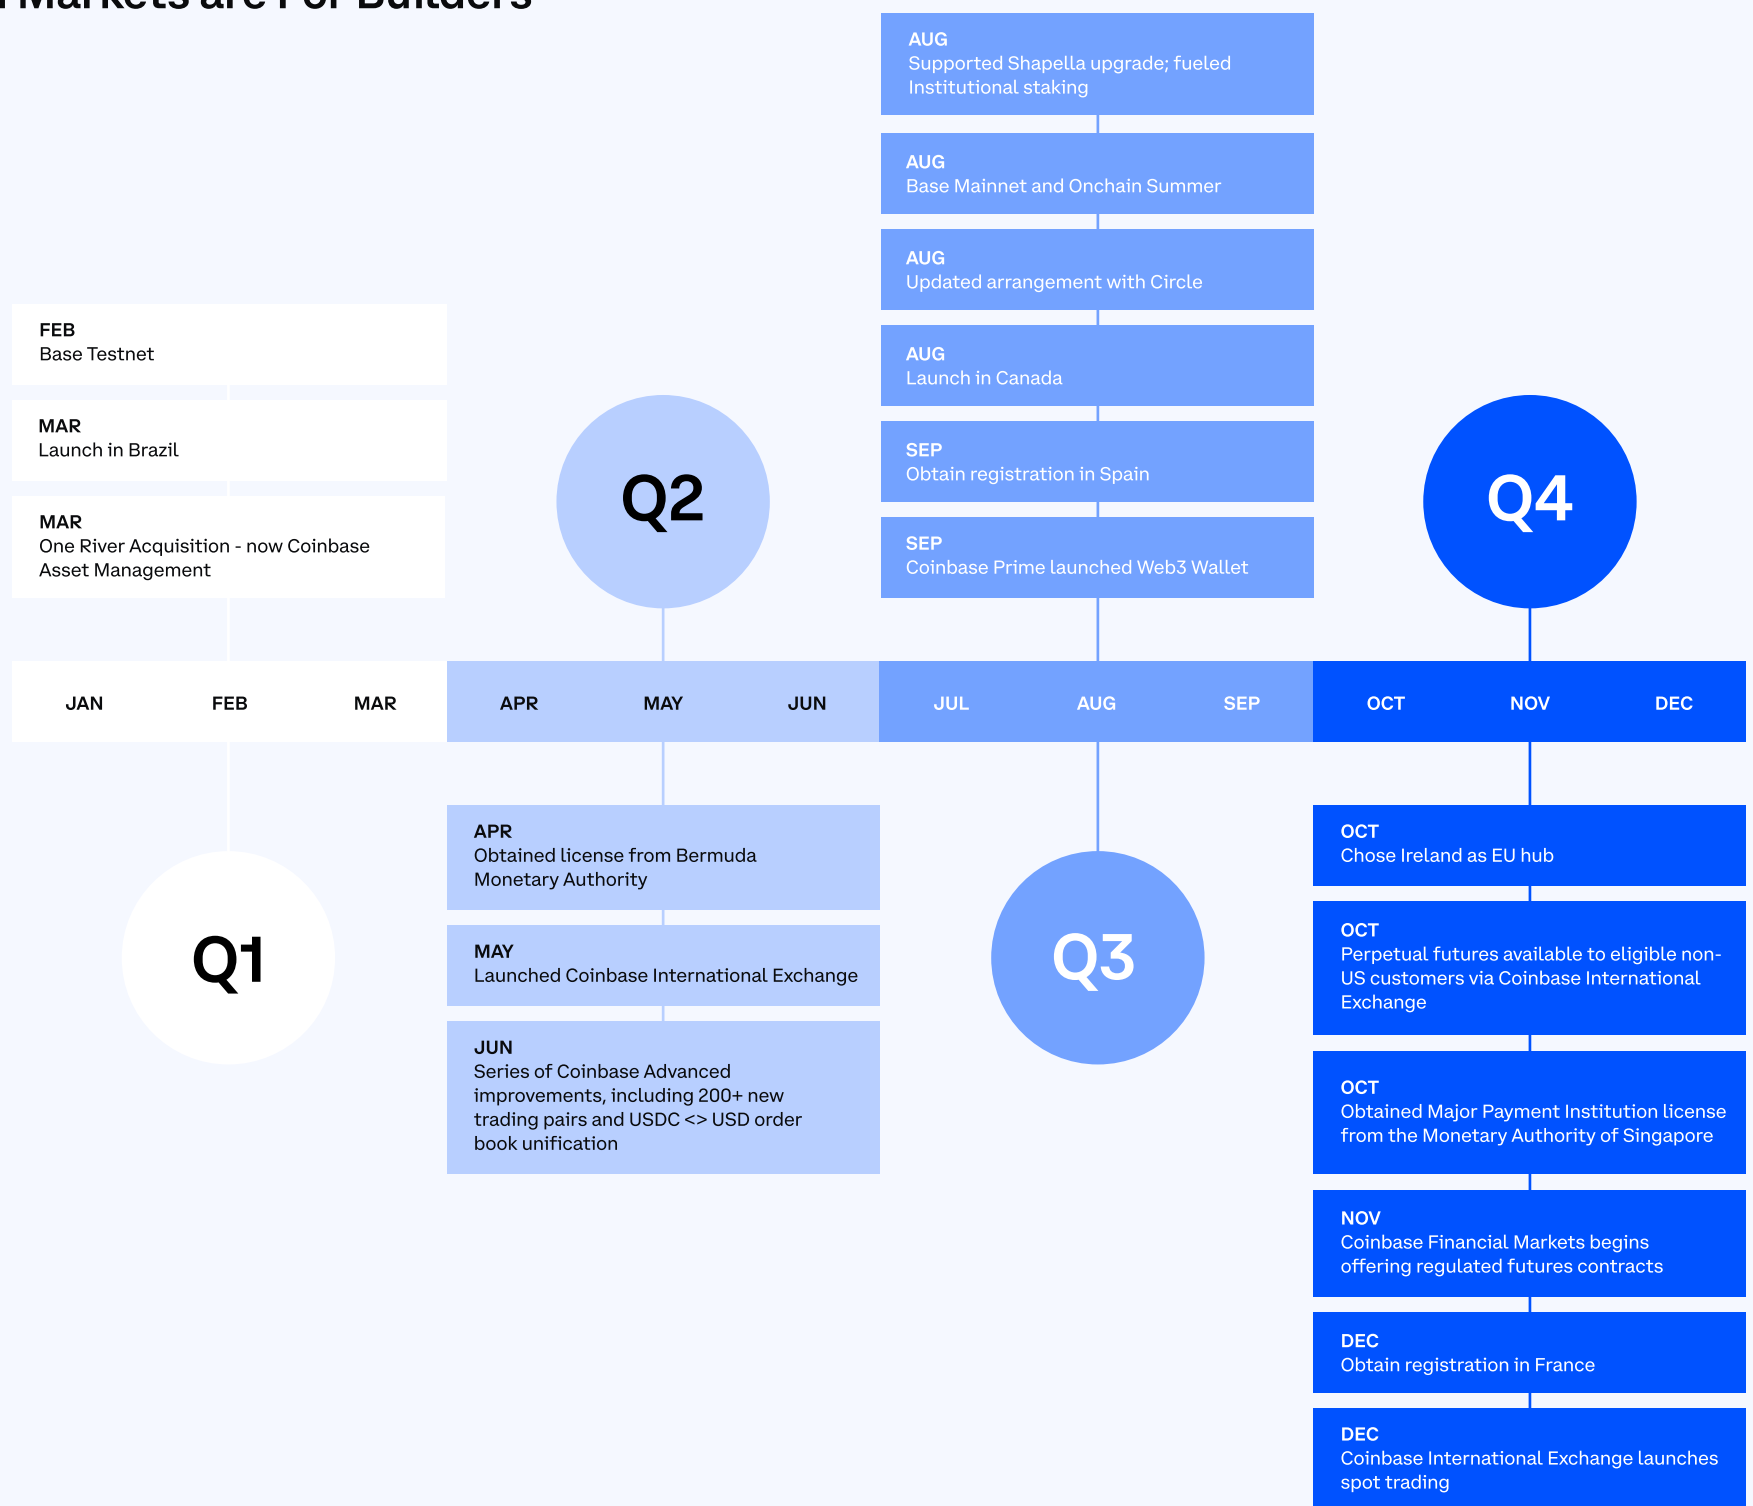 Markets are For Builders
AUG
Supported Shapella upgrade; fueled
Institutional staking
AUG
Base Mainnet and Onchain Summer
AUG
Updated arrangement with Circle
AUG
Launch in Canada
SEP
Obtain registration in Spain
SEP
Coinbase Prime launched Web3 Wallet
FEB
Base Testnet
MAR
Launch in Brazil
MAR
One River Acquisition - now Coinbase
Asset Management
Q2
Q4
JAN FEB MAR APR MAY JUN JUL AUG SEP OCT NOV DEC
Q1
APR
Obtained license from Bermuda
Monetary Authority
MAY
Launched Coinbase International Exchange
JUN
Series of Coinbase Advanced
improvements, including 200+ new
trading pairs and USDC <> USD order
book unification
Q3
OCT
Chose Ireland as EU hub
OCT
Perpetual futures available to eligible non-
US customers via Coinbase International
Exchange
OCT
Obtained Major Payment Institution license
from the Monetary Authority of Singapore
NOV
Coinbase Financial Markets begins
offering regulated futures contracts
DEC
Obtain registration in France
DEC
Coinbase International Exchange launches
spot trading